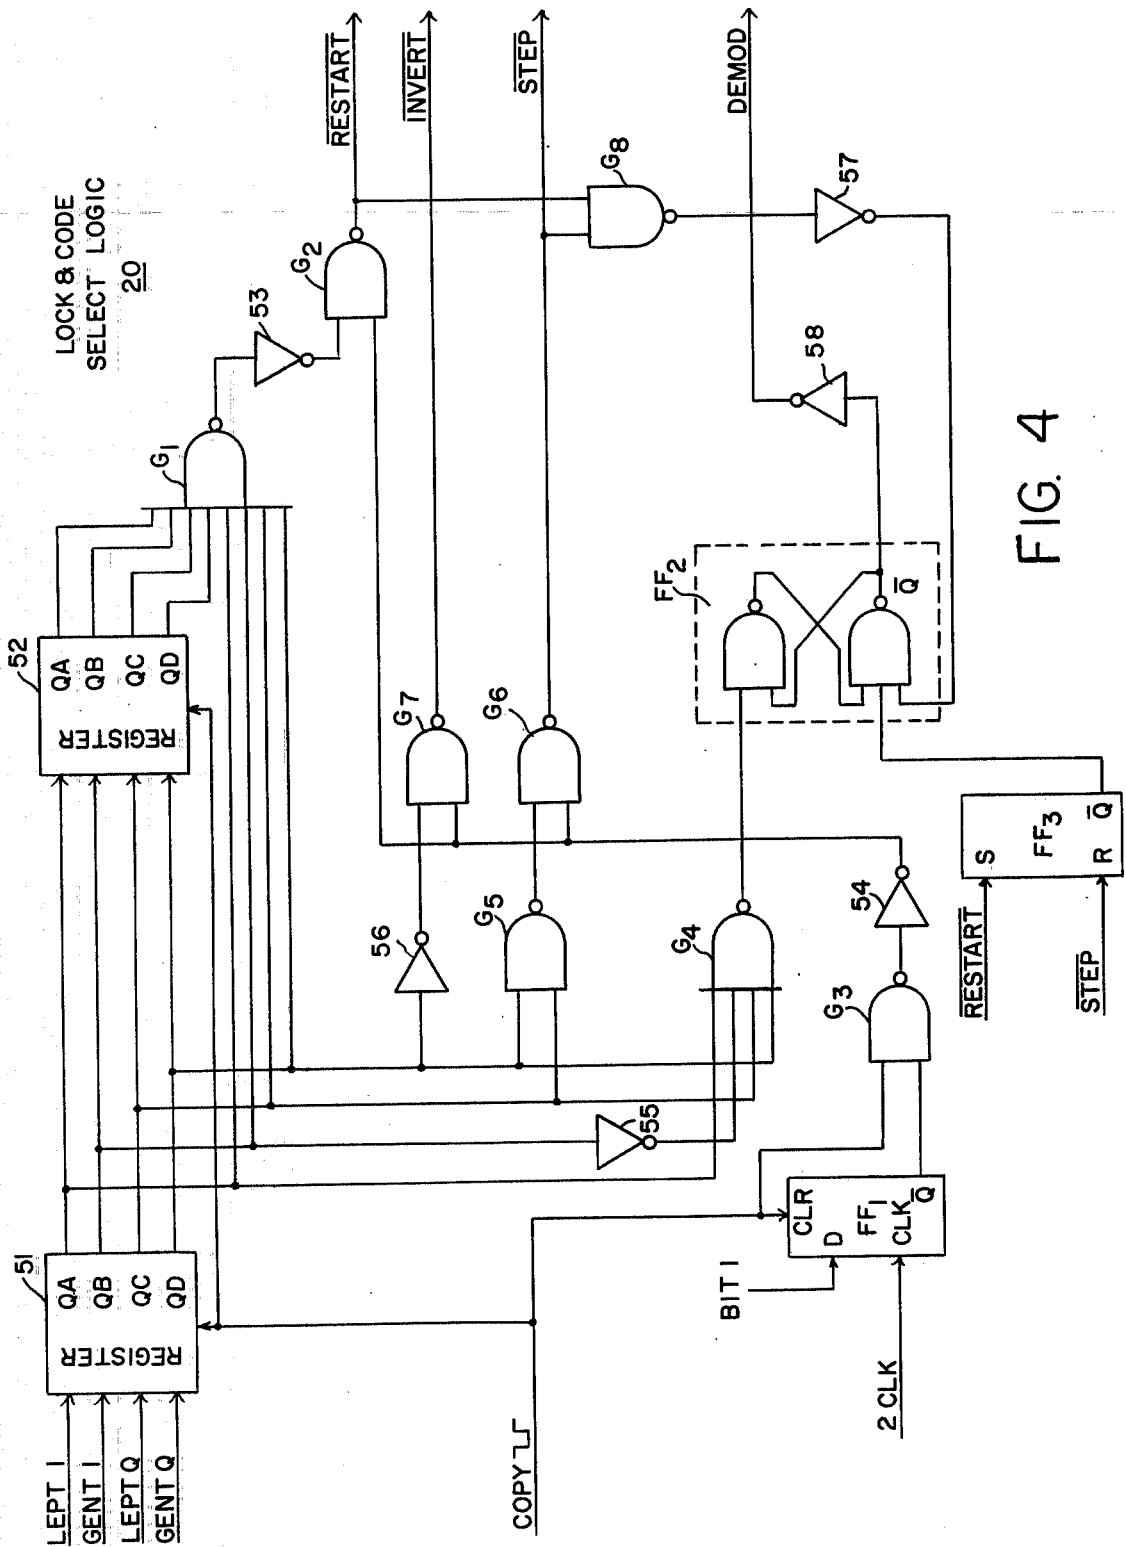 LOCK & CODE
SELECT LOGIC
20
RESTART
INVERT
STEP
DEMOD
G1
53
G2
G8
57
58
52
QA
QB
QC
QD
REGISTER
G7
G6
FF2
Q
56
G5
G4
55
G3
54
RESTART
STEP
S
FF3
R
Q
51
QA
QB
QC
QD
REGISTER
LEPT I
GENT I
LEPT Q
GENT Q
COPY
BIT I
2 CLK
CLR
D
FF1
CLK
Q
FIG. 4